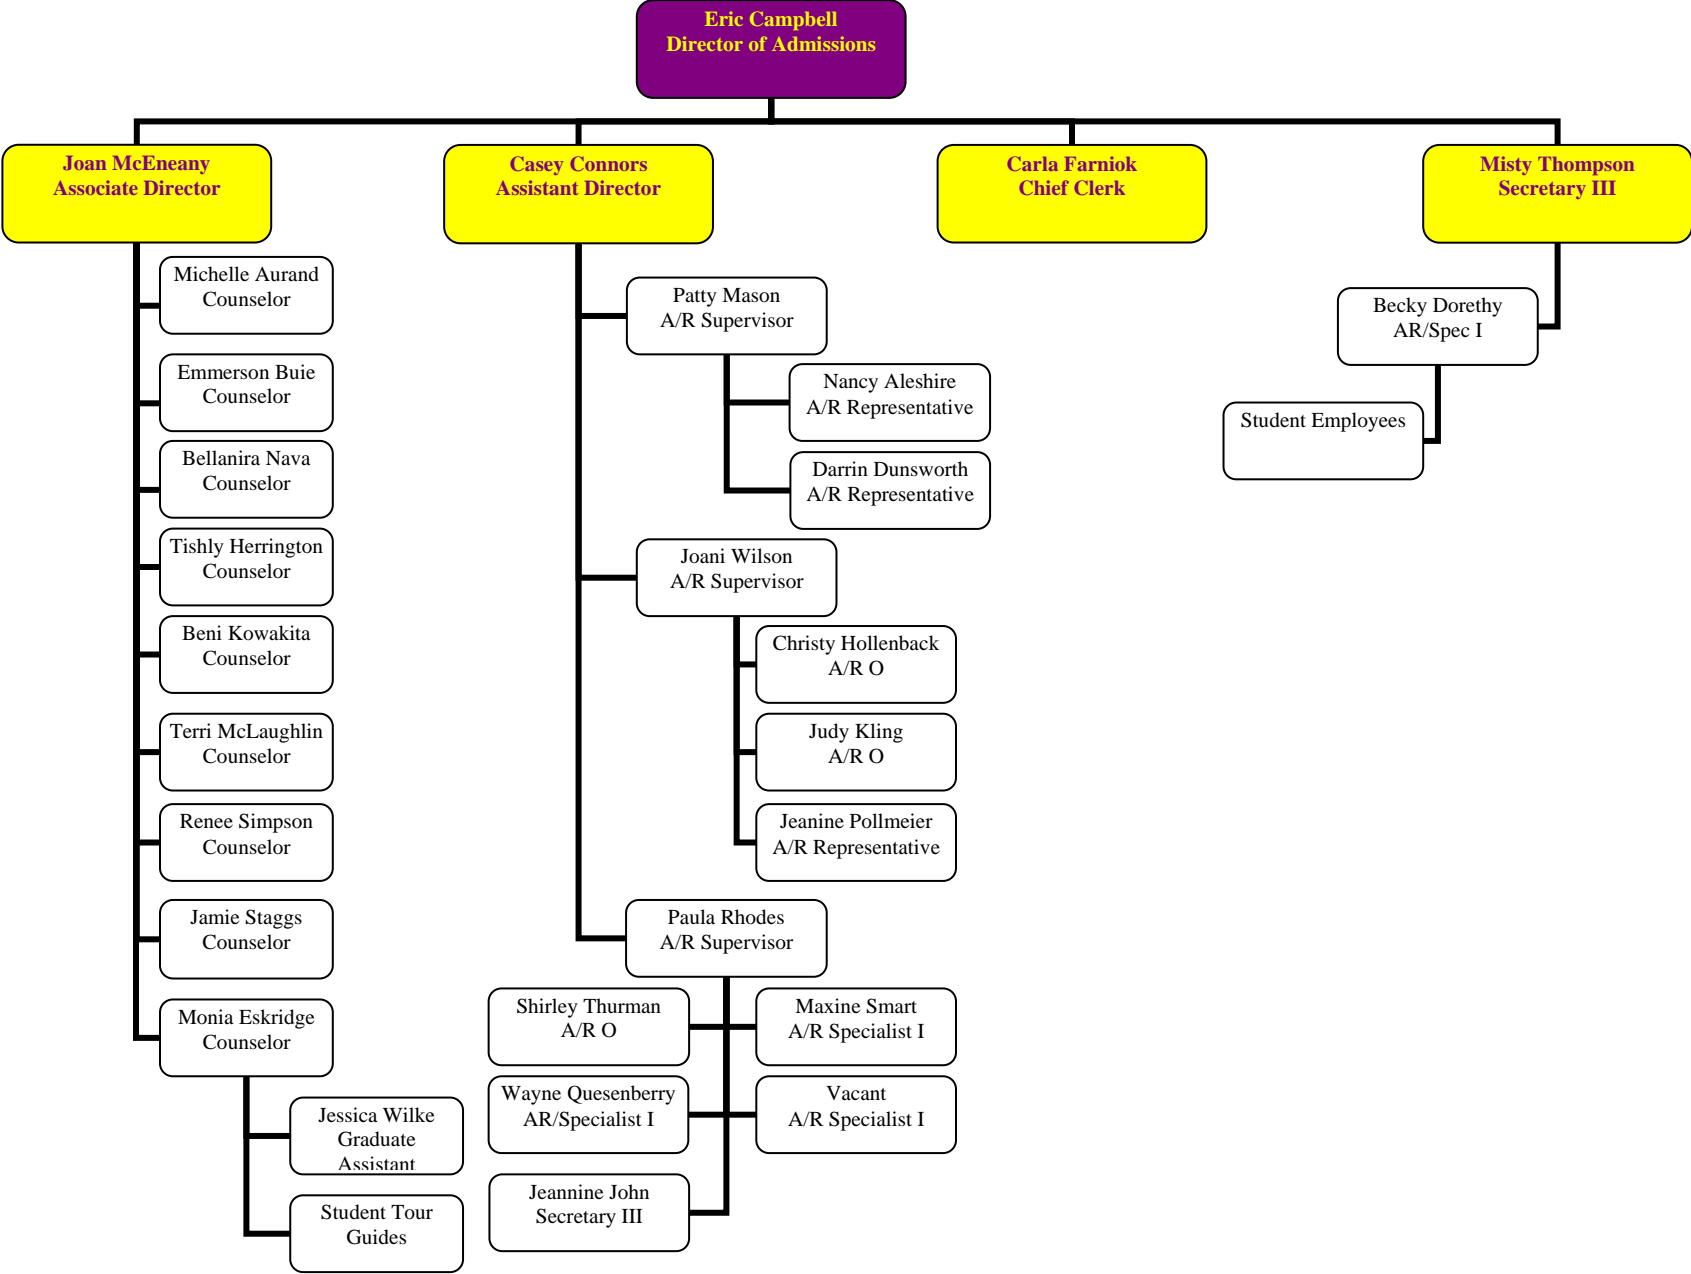 Eric Campbell
Director of Admissions
Joan McEneany
Associate Director
Casey Connors
Assistant Director
Carla Farniok
Chief Clerk
Misty Thompson
Secretary III
Michelle Aurand
Counselor
Emmerson Buie
Counselor
Bellanira Nava
Counselor
Tishly Herrington
Counselor
Beni Kowakita
Counselor
Terri McLaughlin
Counselor
Renee Simpson
Counselor
Jamie Staggs
Counselor
Monia Eskridge
Counselor
Jessica Wilke
Graduate
Assistant
Student Tour
Guides
Patty Mason
A/R Supervisor
Nancy Aleshire
A/R Representative
Darrin Dunsworth
A/R Representative
Joani Wilson
A/R Supervisor
Christy Hollenback
A/R O
Judy Kling
A/R O
Jeanine Pollmeier
A/R Representative
Paula Rhodes
A/R Supervisor
Shirley Thurman
A/R O
Maxine Smart
A/R Specialist I
Wayne Quesenberry
AR/Specialist I
Vacant
A/R Specialist I
Jeannine John
Secretary III
Becky Dorethy
AR/Spec I
Student Employees